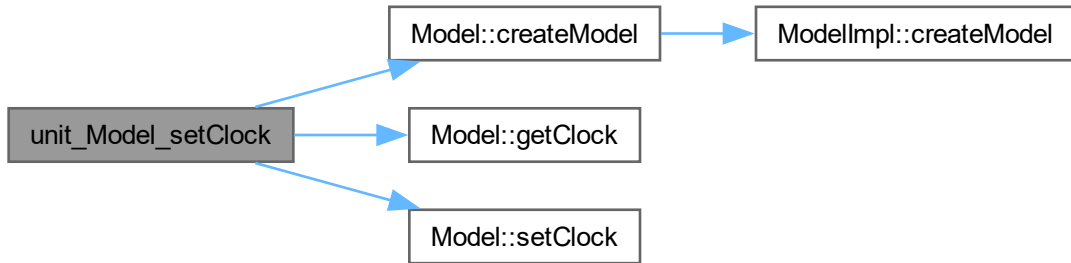 Model::createModel
ModelImpl::createModel
unit_Model_setClock
Model::getClock
Model::setClock